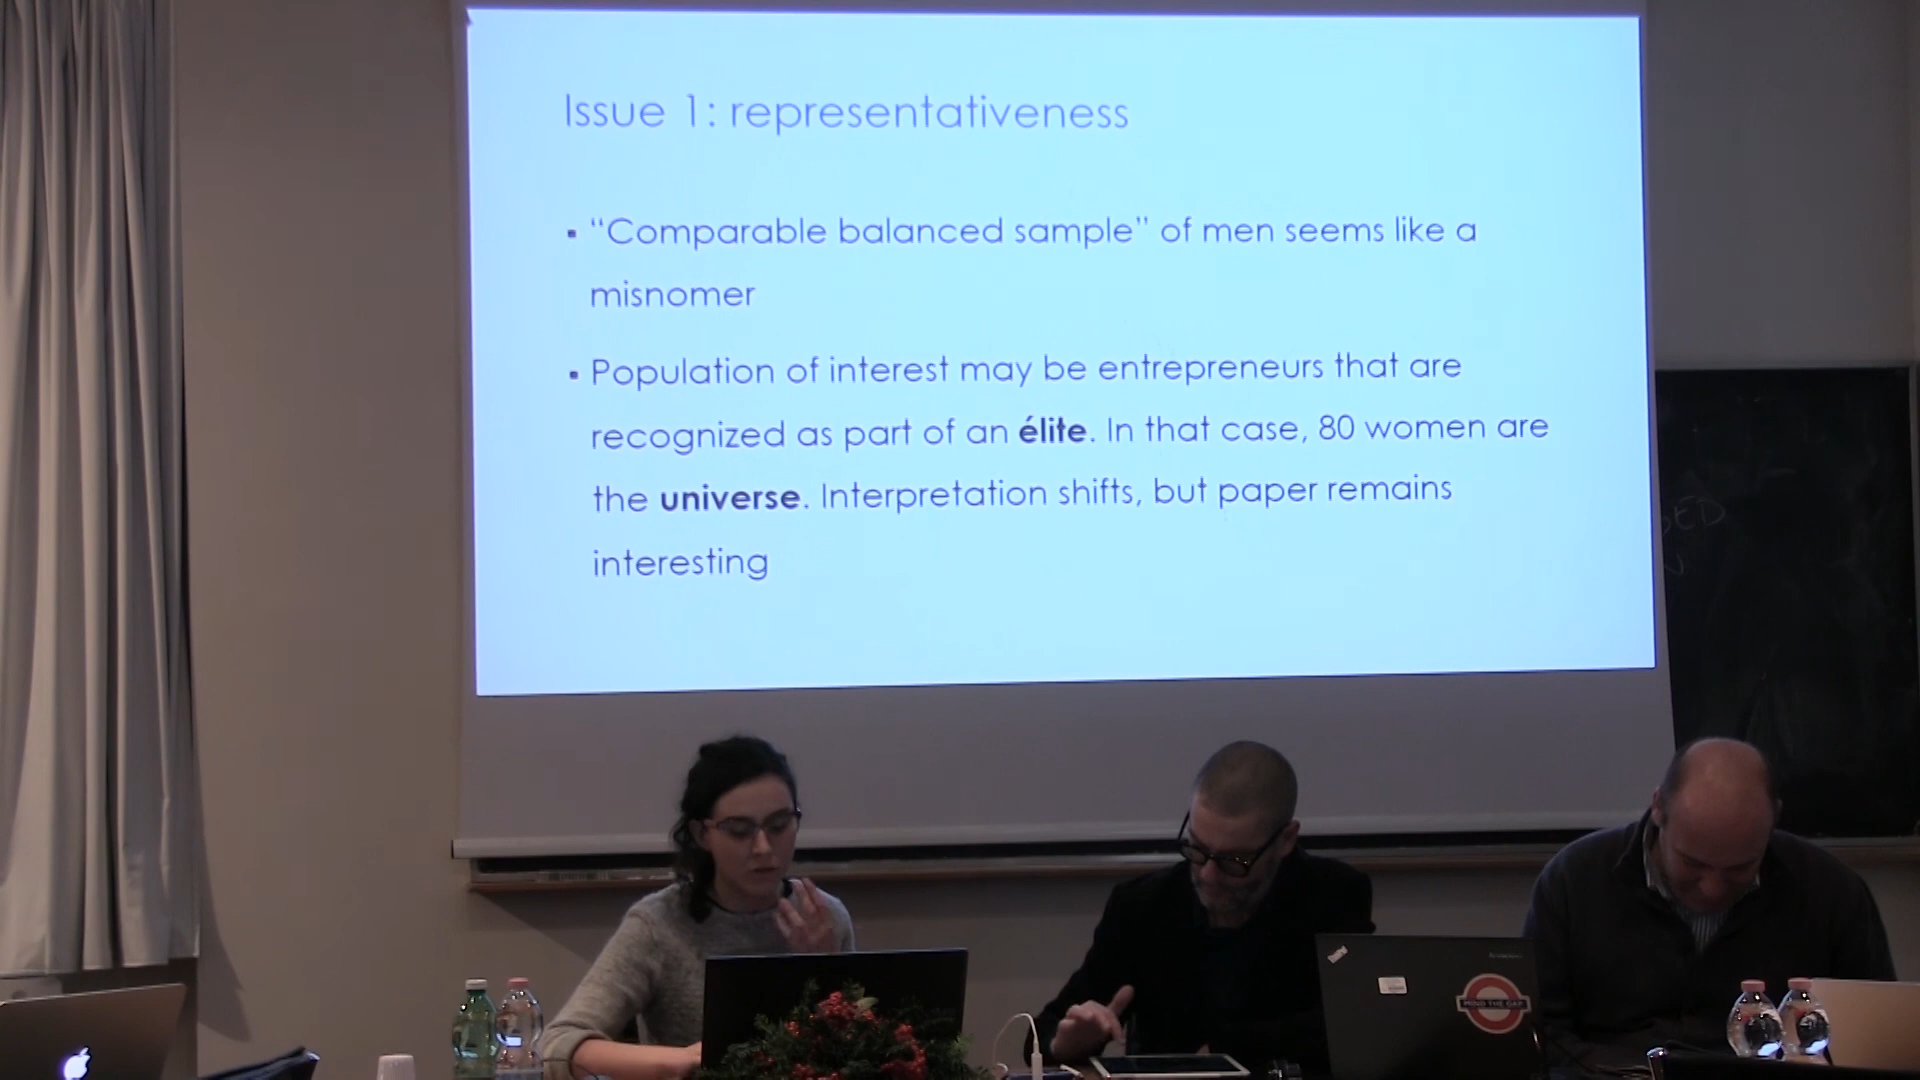 Issue 1: representativeness
▪ “Comparable balanced sample” of men seems like a
misnomer
▪ Population of interest may be entrepreneurs that are
recognized as part of an élite. In that case, 80 women are
the universe. Interpretation shifts, but paper remains
interesting
MIND THE GAP